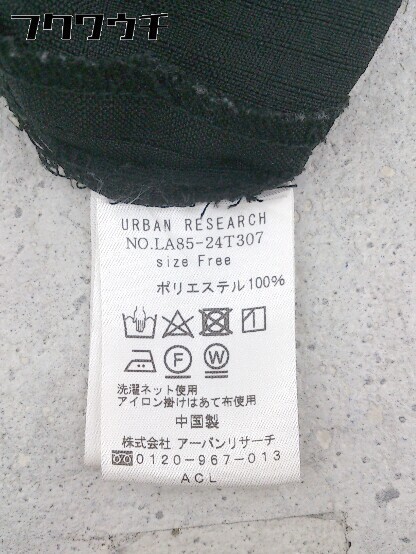 フクワウチ
URBAN RESEARCH
NO.LA85-24T307
size Free
ポリエステル100%
F W
洗濯ネット使用
アイロン掛けはあて布使用
中国製
株式会社 アーバンリサーチ
0120-967-013
ACL